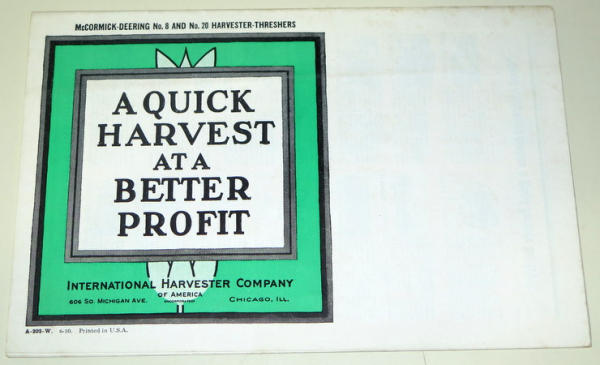 McCORMICK-DEERING No. 8 AND No. 20 HARVESTER-THRESHERS
A QUICK
HARVEST
AT A
BETTER
PROFIT
INTERNATIONAL HARVESTER COMPANY
OF AMERICA
606 SO. MICHIGAN AVE. INCORPORATED CHICAGO, ILL.
Printed in U.S.A.